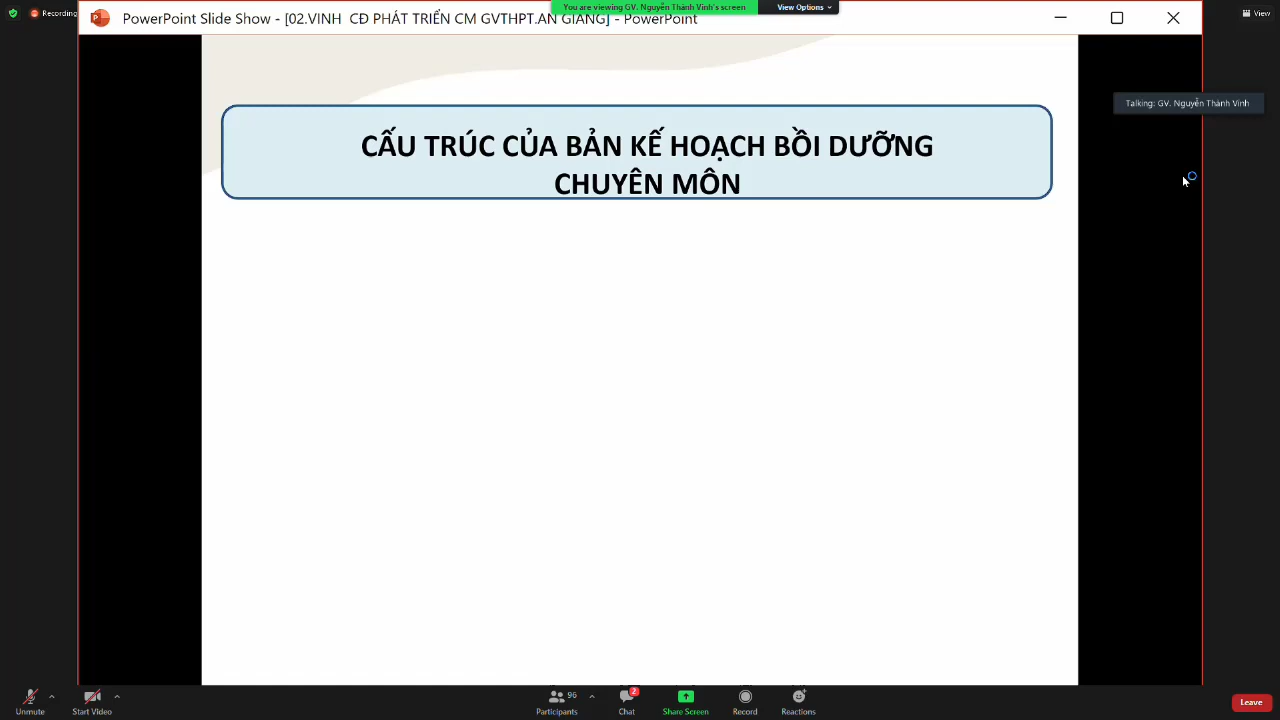 Recording
PowerPoint Slide Show - [02.VINH CĐ PHÁT TRIỂN CM GVTHPT.AN GIANG] - PowerPoint
You are viewing GV. Nguyễn Thành Vinh's screen
View Options
View
Talking: GV. Nguyễn Thành Vinh
CẤU TRÚC CỦA BẢN KẾ HOẠCH BỒI DƯỠNG
CHUYÊN MÔN
Unmute
Start Video
96
Participants
2
Chat
Share Screen
Record
Reactions
Leave